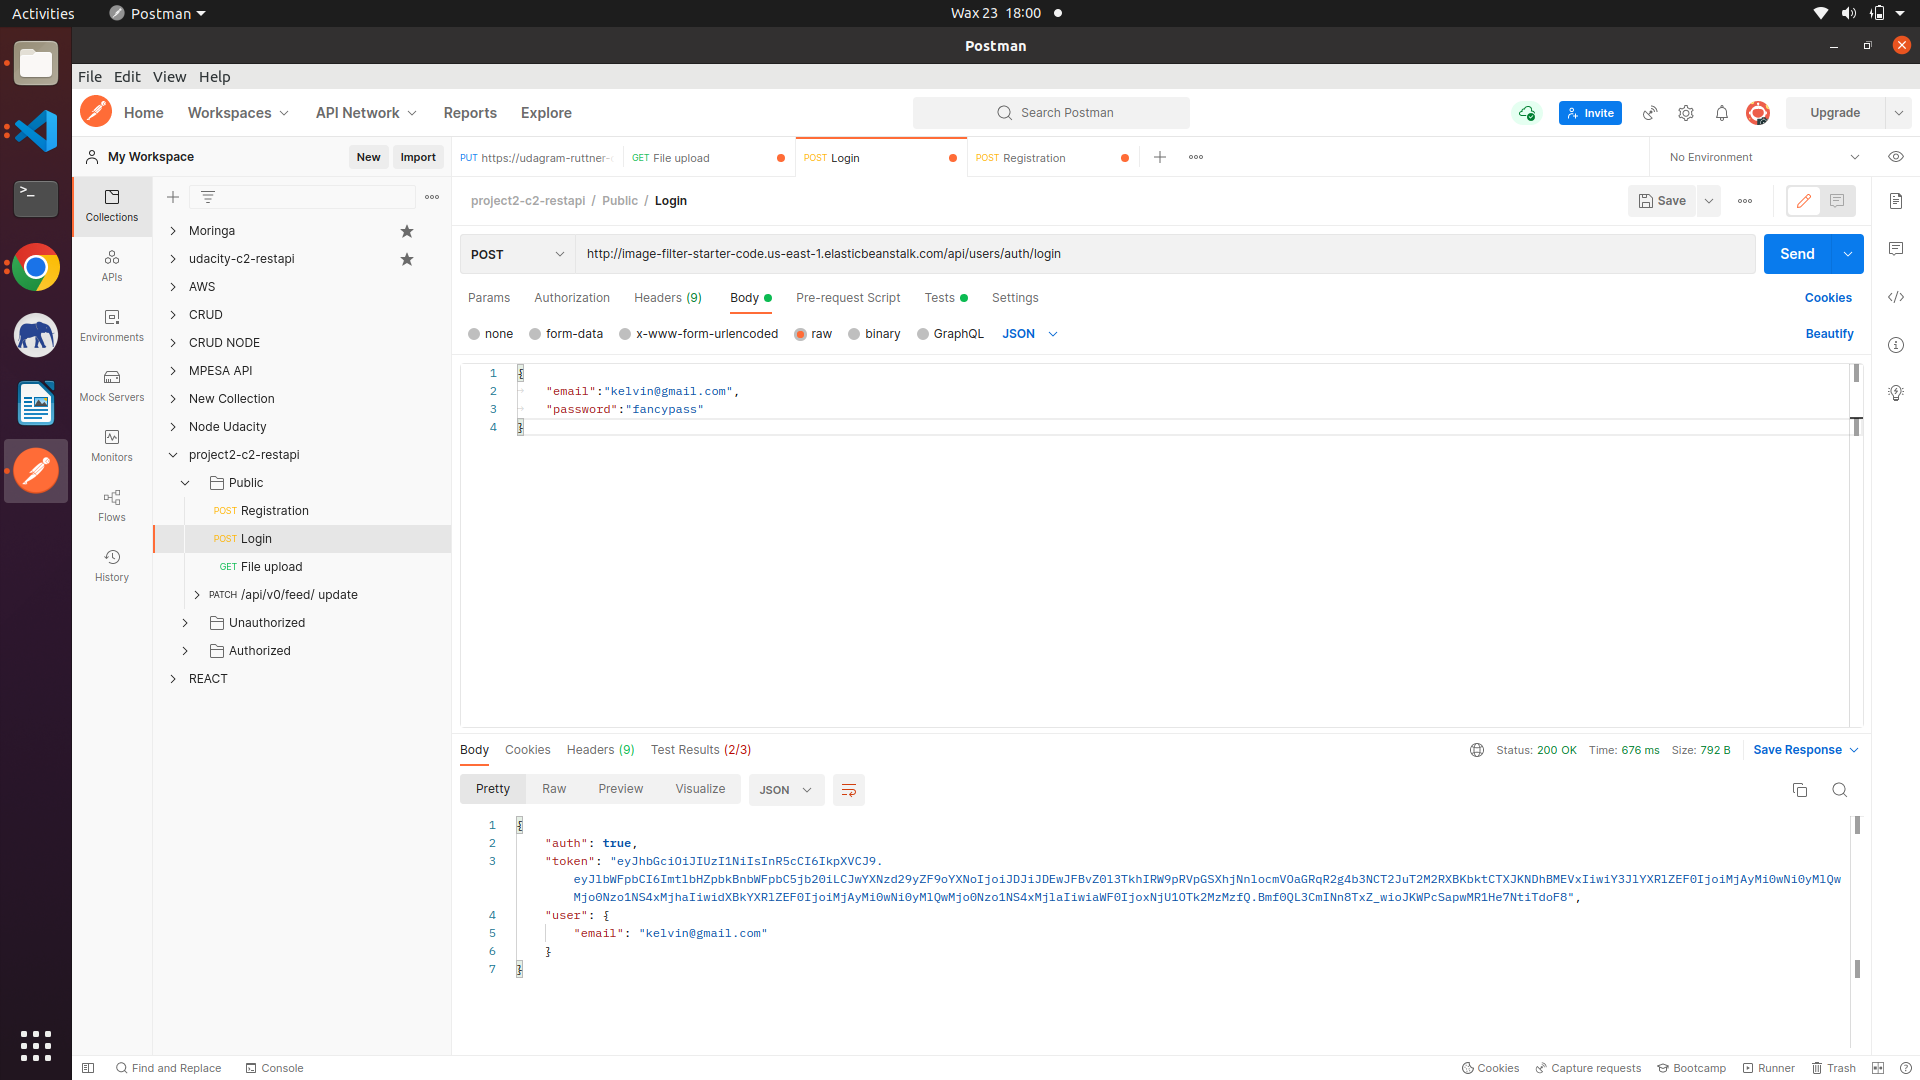 Activities
Postman
Wax 23 18:00
Postman
File Edit View Help
Home
Workspaces
API Network
Reports
Explore
Search Postman
Invite
Upgrade
My Workspace
New
Import
PUT https://udagram-ruttner-
GET File upload
POST Login
POST Registration
No Environment
Collections
APIs
Environments
Mock Servers
Monitors
Flows
History
Moringa
udacity-c2-restapi
AWS
CRUD
CRUD NODE
MPESA API
New Collection
Node Udacity
project2-c2-restapi
Public
POST Registration
POST Login
GET File upload
PATCH /api/v0/feed/ update
Unauthorized
Authorized
REACT
project2-c2-restapi / Public / Login
Save
POST
http://image-filter-starter-code.us-east-1.elasticbeanstalk.com/api/users/auth/login
Send
Params Authorization Headers (9) Body Pre-request Script Tests Settings
Cookies
none form-data x-www-form-urlencoded raw binary GraphQL JSON
Beautify
1 {
2 "email":"kelvin@gmail.com",
3 "password":"fancypass"
4 }
Body Cookies Headers (9) Test Results (2/3)
Status: 200 OK Time: 676 ms Size: 792 B
Save Response
Pretty Raw Preview Visualize JSON
1 {
2 "auth": true,
3 "token": "eyJhbGciOiJIUzI1NiIsInR5cCI6IkpXVCJ9.
4 "user": {
5 "email": "kelvin@gmail.com"
6 }
7 }
Find and Replace
Console
Cookies
Capture requests
Bootcamp
Runner
Trash